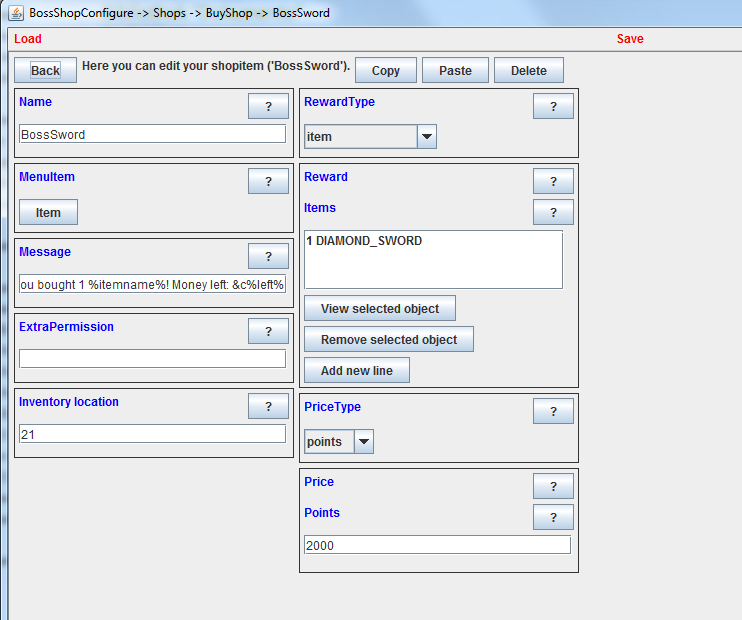 BossShopConfigure -> Shops -> BuyShop -> BossSword
Load
Save
Back
Here you can edit your shopitem ('BossSword').
Copy
Paste
Delete
Name
?
BossSword
MenuItem
?
Item
Message
?
ou bought 1 %itemname%! Money left: &c%left%
ExtraPermission
?
Inventory location
?
21
RewardType
?
item
Reward
?
Items
?
1 DIAMOND_SWORD
View selected object
Remove selected object
Add new line
PriceType
?
points
Price
?
Points
?
2000